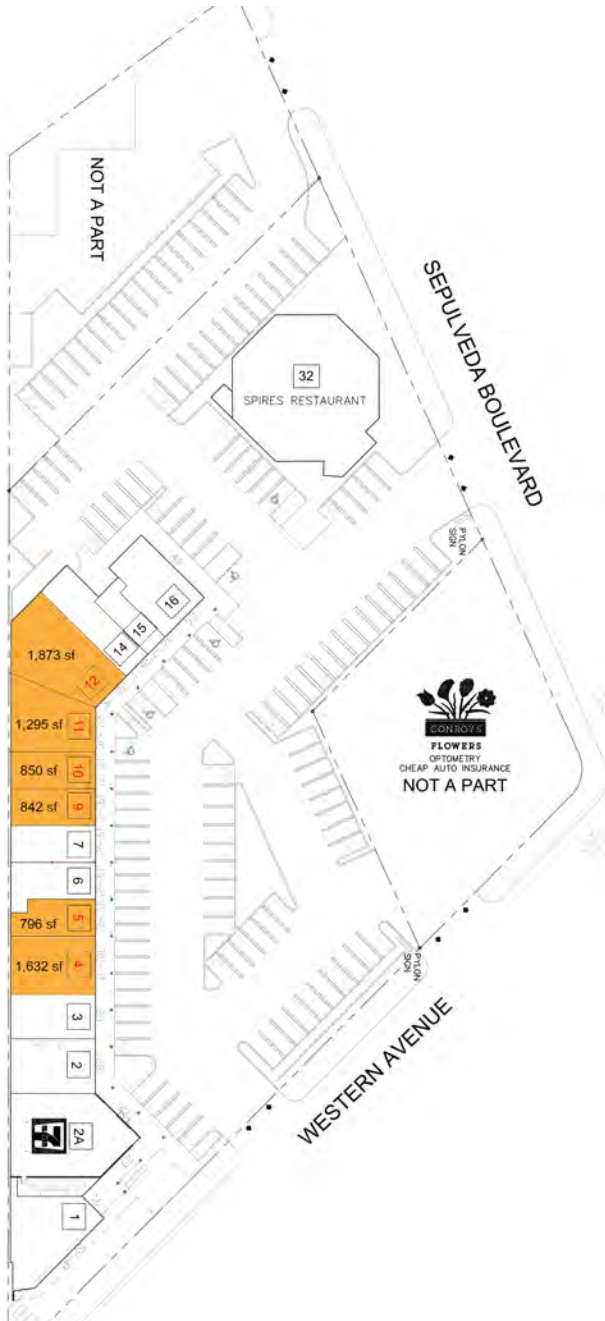 NOT A PART
SEPULVEDA BOULEVARD
32
SPIRES RESTAURANT
PYLON
SIGN
16
15
14
12
1,873 sf
11
1,295 sf
10
850 sf
9
842 sf
CONROYS
FLOWERS
OPTOMETRY
CHEAP AUTO INSURANCE
NOT A PART
7
6
5
796 sf
4
1,632 sf
PYLON
SIGN
3
2
WESTERN AVENUE
2A
7
1